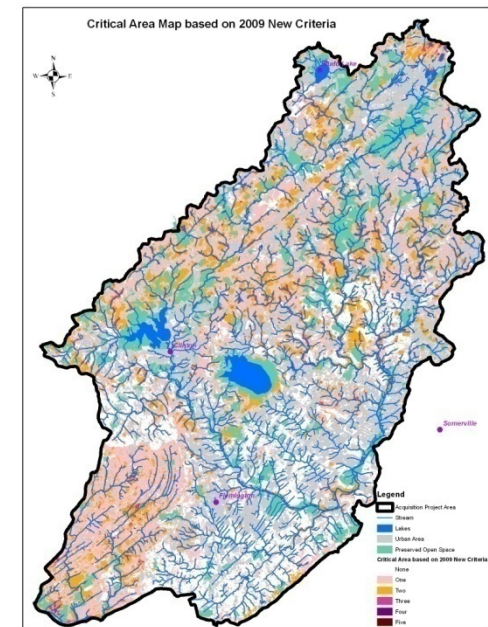 Critical Area Map based on 2009 New Criteria
N
W E
S
Clinton
Somerville
Flemington
Legend
Acquisition Project Area
Stream
Lakes
Urban Area
Preserved Open Space
Critical Area based on 2009 New Criteria
None
One
Two
Three
Four
Five